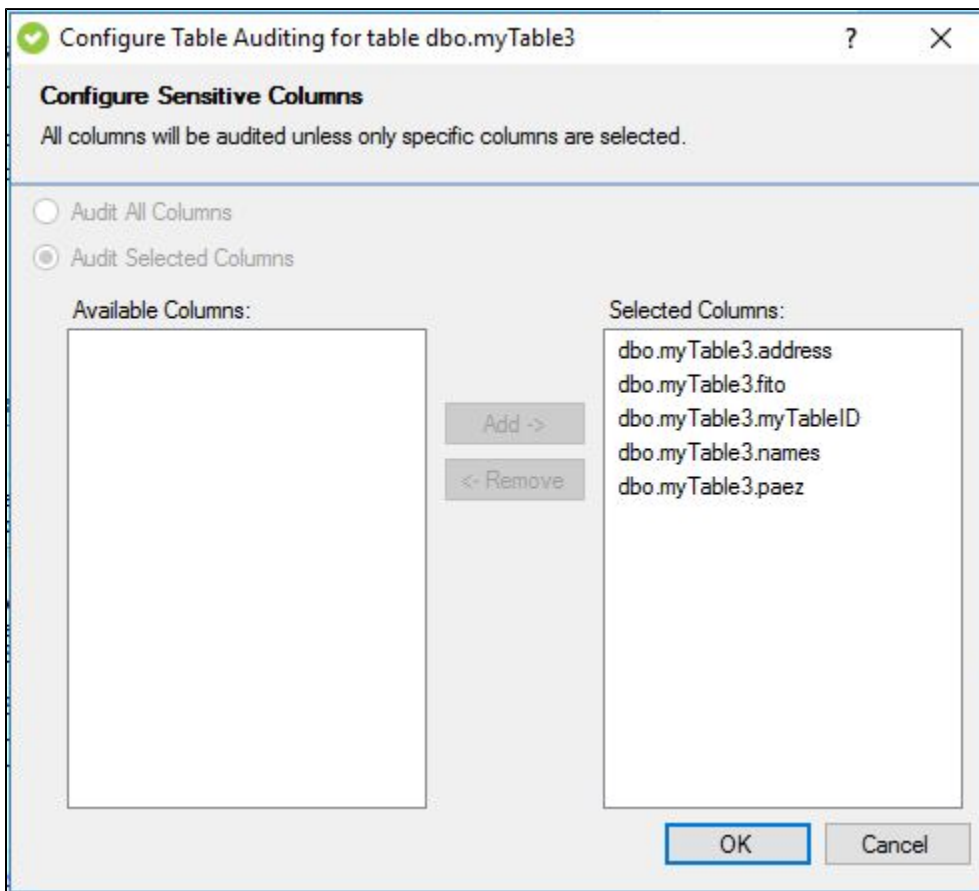 Configure Table Auditing for table dbo.myTable3 ?
Configure Sensitive Columns
All columns will be audited unless only specific columns are selected.
Audit All Columns
Audit Selected Columns
Available Columns:
Add ->
<- Remove
Selected Columns:
dbo.myTable3.address
dbo.myTable3.fito
dbo.myTable3.myTableID
dbo.myTable3.names
dbo.myTable3.paez
OK
Cancel